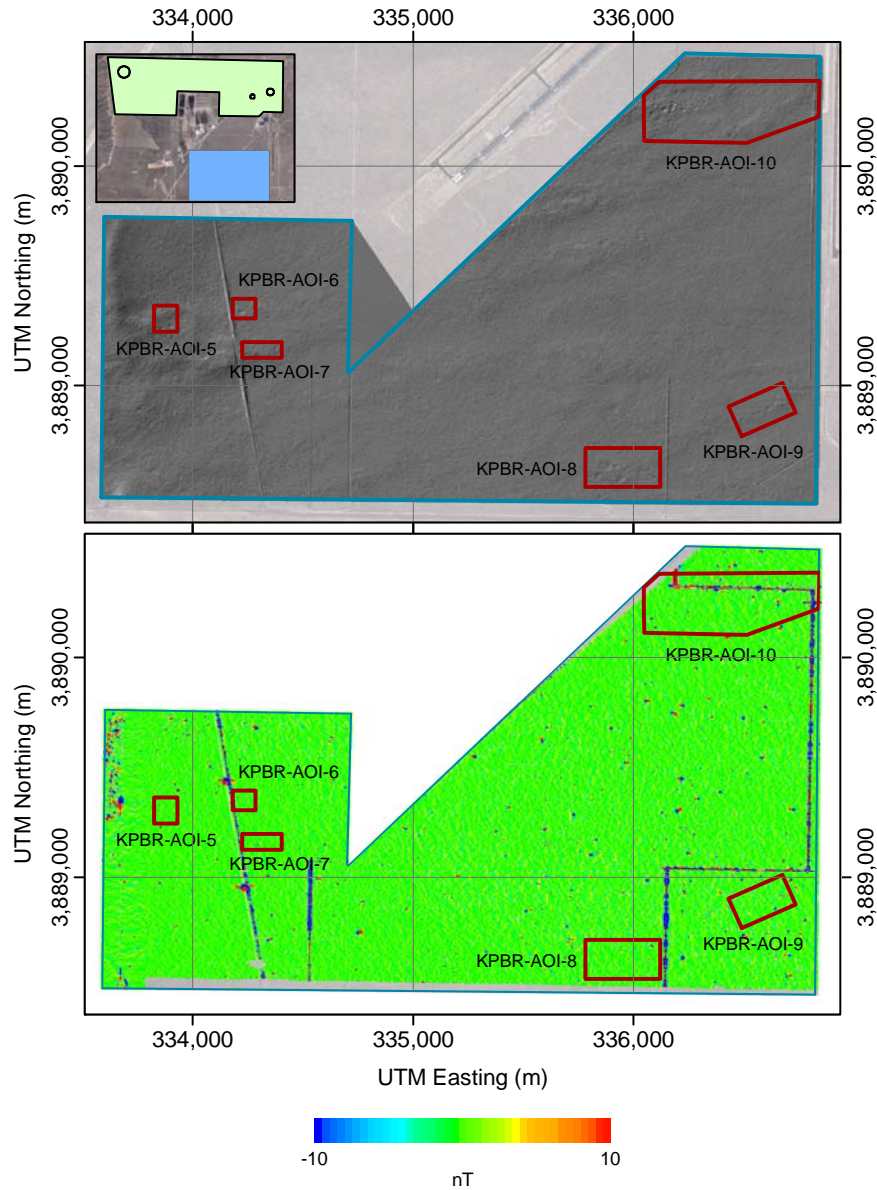 334,000 335,000 336,000
UTM Northing (m)
3,890,000
3,889,000
3,890,000
3,889,000
KPBR-AOI-10
KPBR-AOI-6
KPBR-AOI-5
KPBR-AOI-7
KPBR-AOI-8
KPBR-AOI-9
UTM Northing (m)
3,890,000
3,889,000
3,890,000
3,889,000
KPBR-AOI-10
KPBR-AOI-6
KPBR-AOI-5
KPBR-AOI-7
KPBR-AOI-8
KPBR-AOI-9
334,000 335,000 336,000
UTM Easting (m)
-10 10
nT